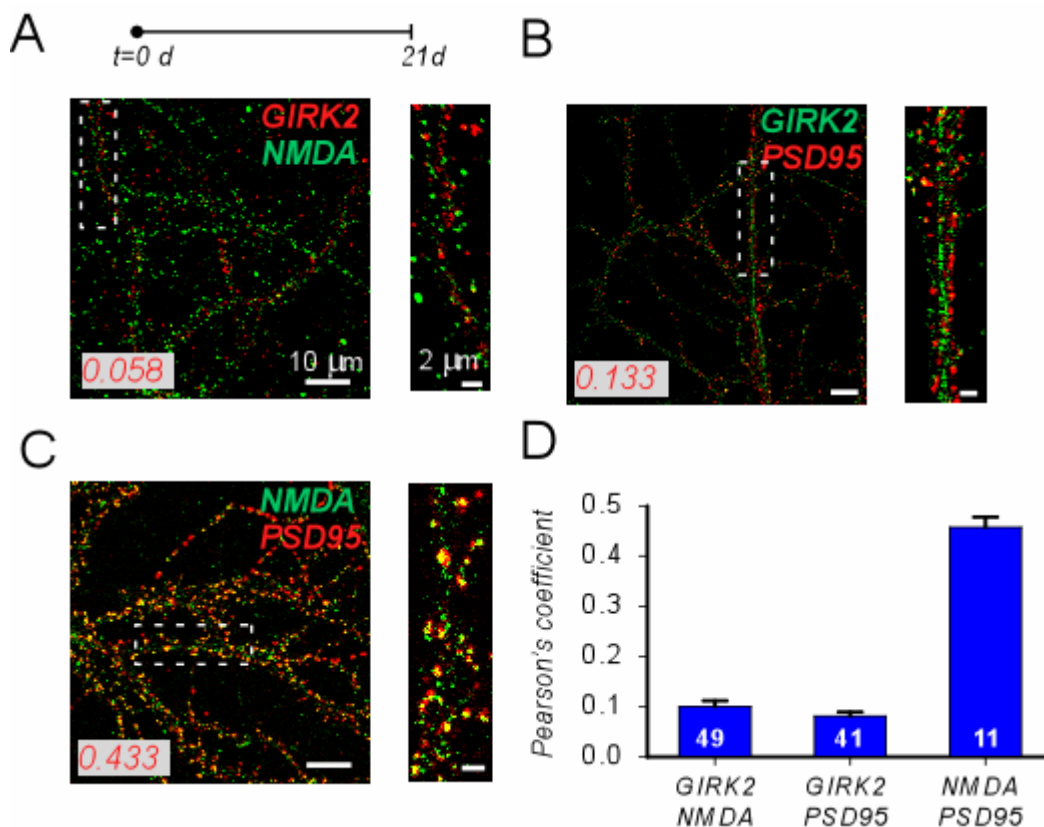 A
t=0 d
21d
GIRK2
NMDA
0.058
10 µm
2 µm
B
GIRK2
PSD95
0.133
C
NMDA
PSD95
0.433
D
Pearson's coefficient
0.5
0.4
0.3
0.2
0.1
0.0
49
41
11
GIRK2
NMDA
GIRK2
PSD95
NMDA
PSD95